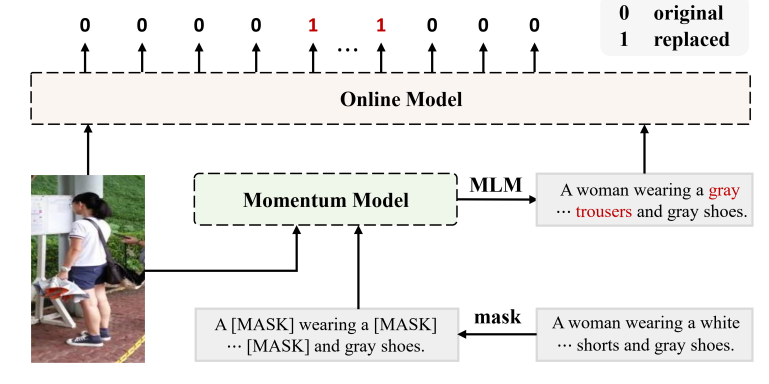 0 0 0 0 1 ... 1 0 0 0
0 original
1 replaced
Online Model
Momentum Model
MLM
A woman wearing a gray
··· trousers and gray shoes.
A [MASK] wearing a [MASK]
··· [MASK] and gray shoes.
mask
A woman wearing a white
··· shorts and gray shoes.